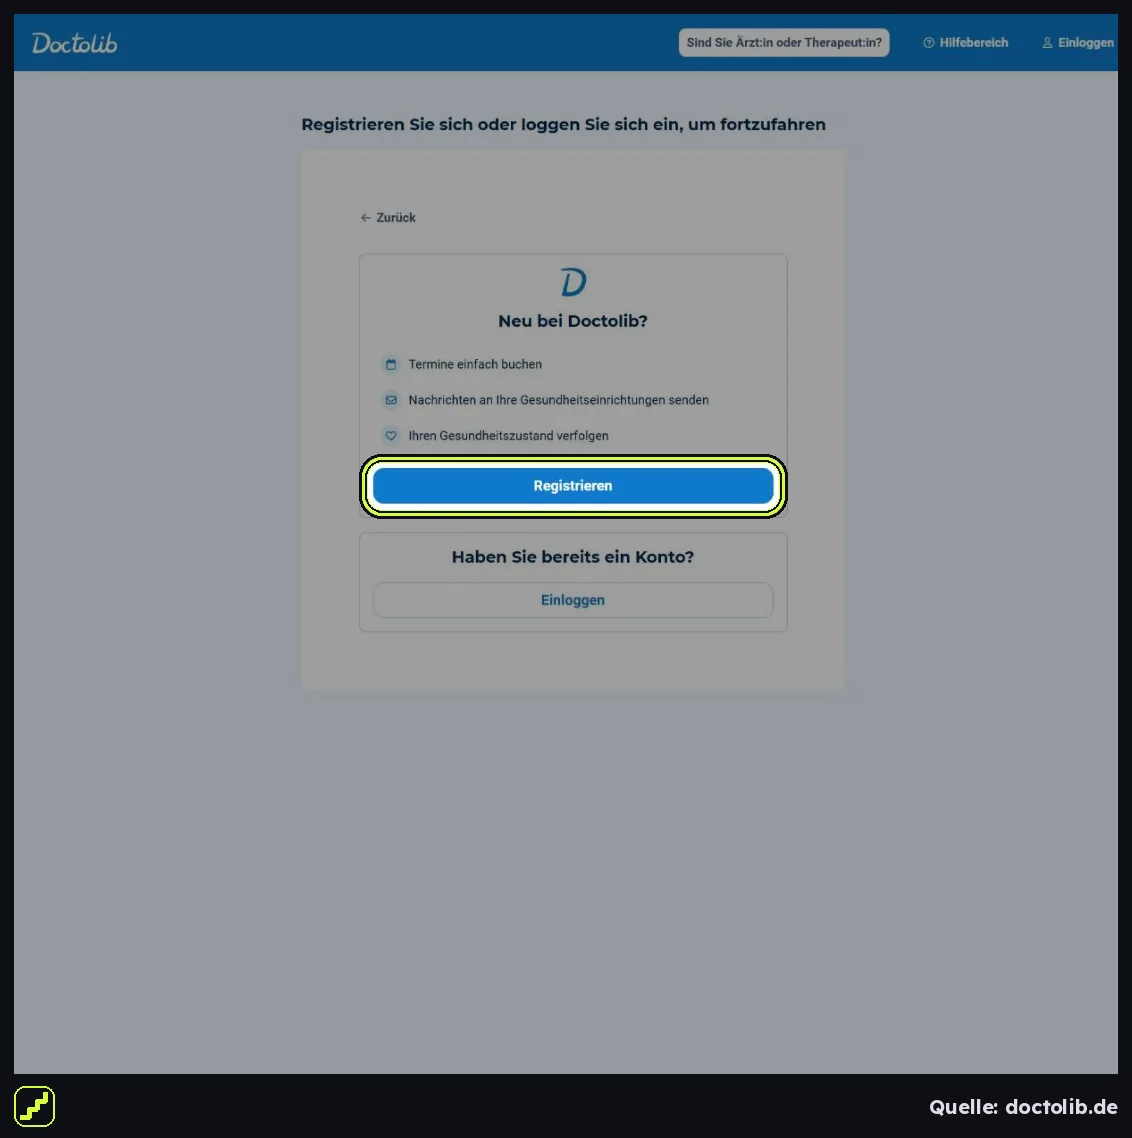 Doctolib
Sind Sie Ärzt:in oder Therapeut:in?
Hilfebereich
Einloggen
Registrieren Sie sich oder loggen Sie sich ein, um fortzufahren
← Zurück
D
Neu bei Doctolib?
Termine einfach buchen
Nachrichten an Ihre Gesundheitseinrichtungen senden
Ihren Gesundheitszustand verfolgen
Registrieren
Haben Sie bereits ein Konto?
Einloggen
Quelle: doctolib.de